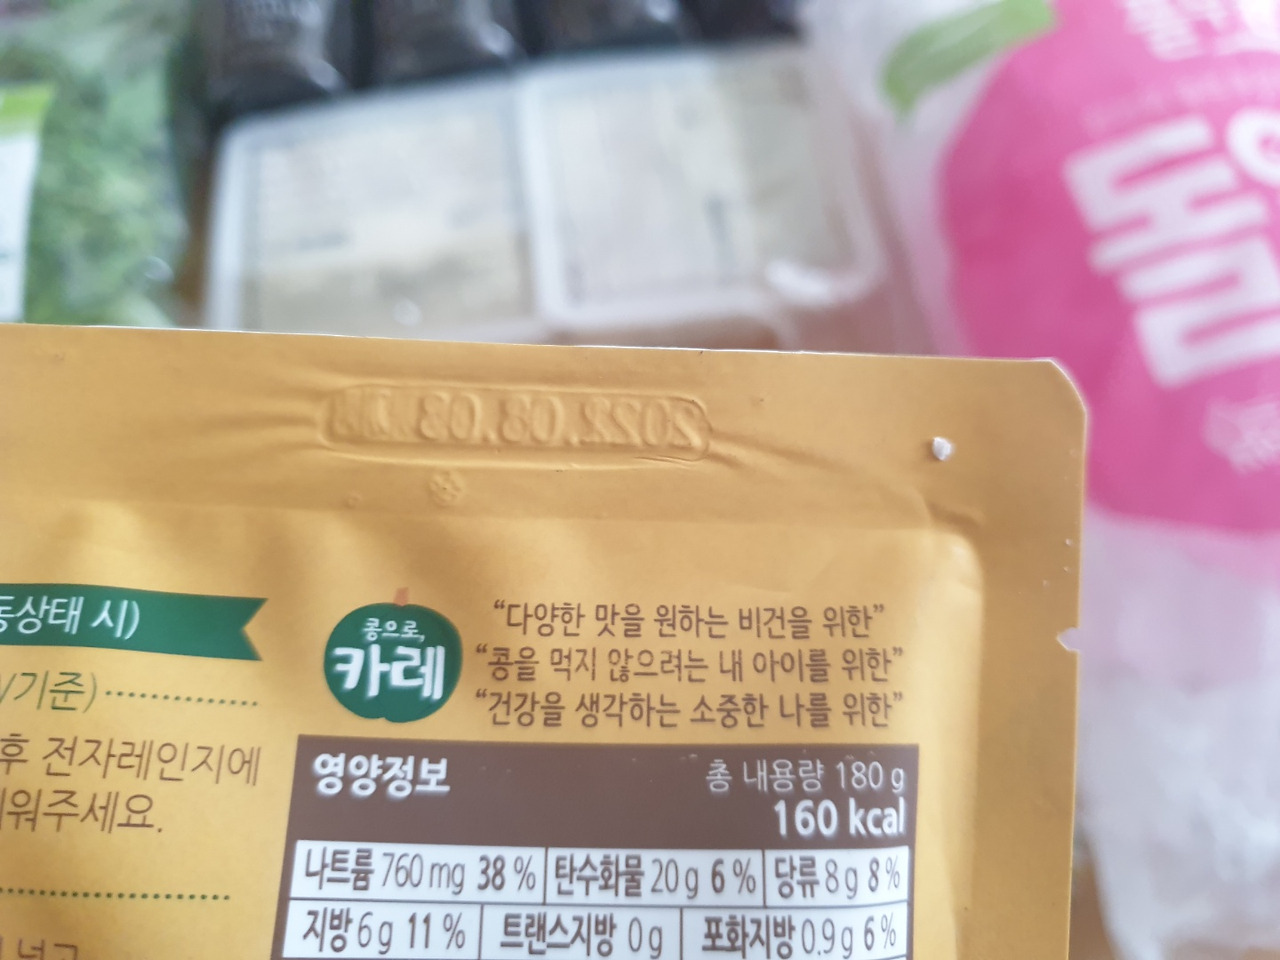 2022.08.03
동상태 시)
/기준)
후 전자레인지에
워주세요.
넣고
콩으로,
카레
“다양한 맛을 원하는 비건을 위한”
“콩을 먹지 않으려는 내 아이를 위한”
“건강을 생각하는 소중한 나를 위한”
영양정보
총 내용량 180 g
160 kcal
나트륨 760 mg 38 % 탄수화물 20 g 6 % 당류 8 g 8 %
지방 6 g 11 % 트랜스지방 0 g 포화지방 0.9 g 6 %